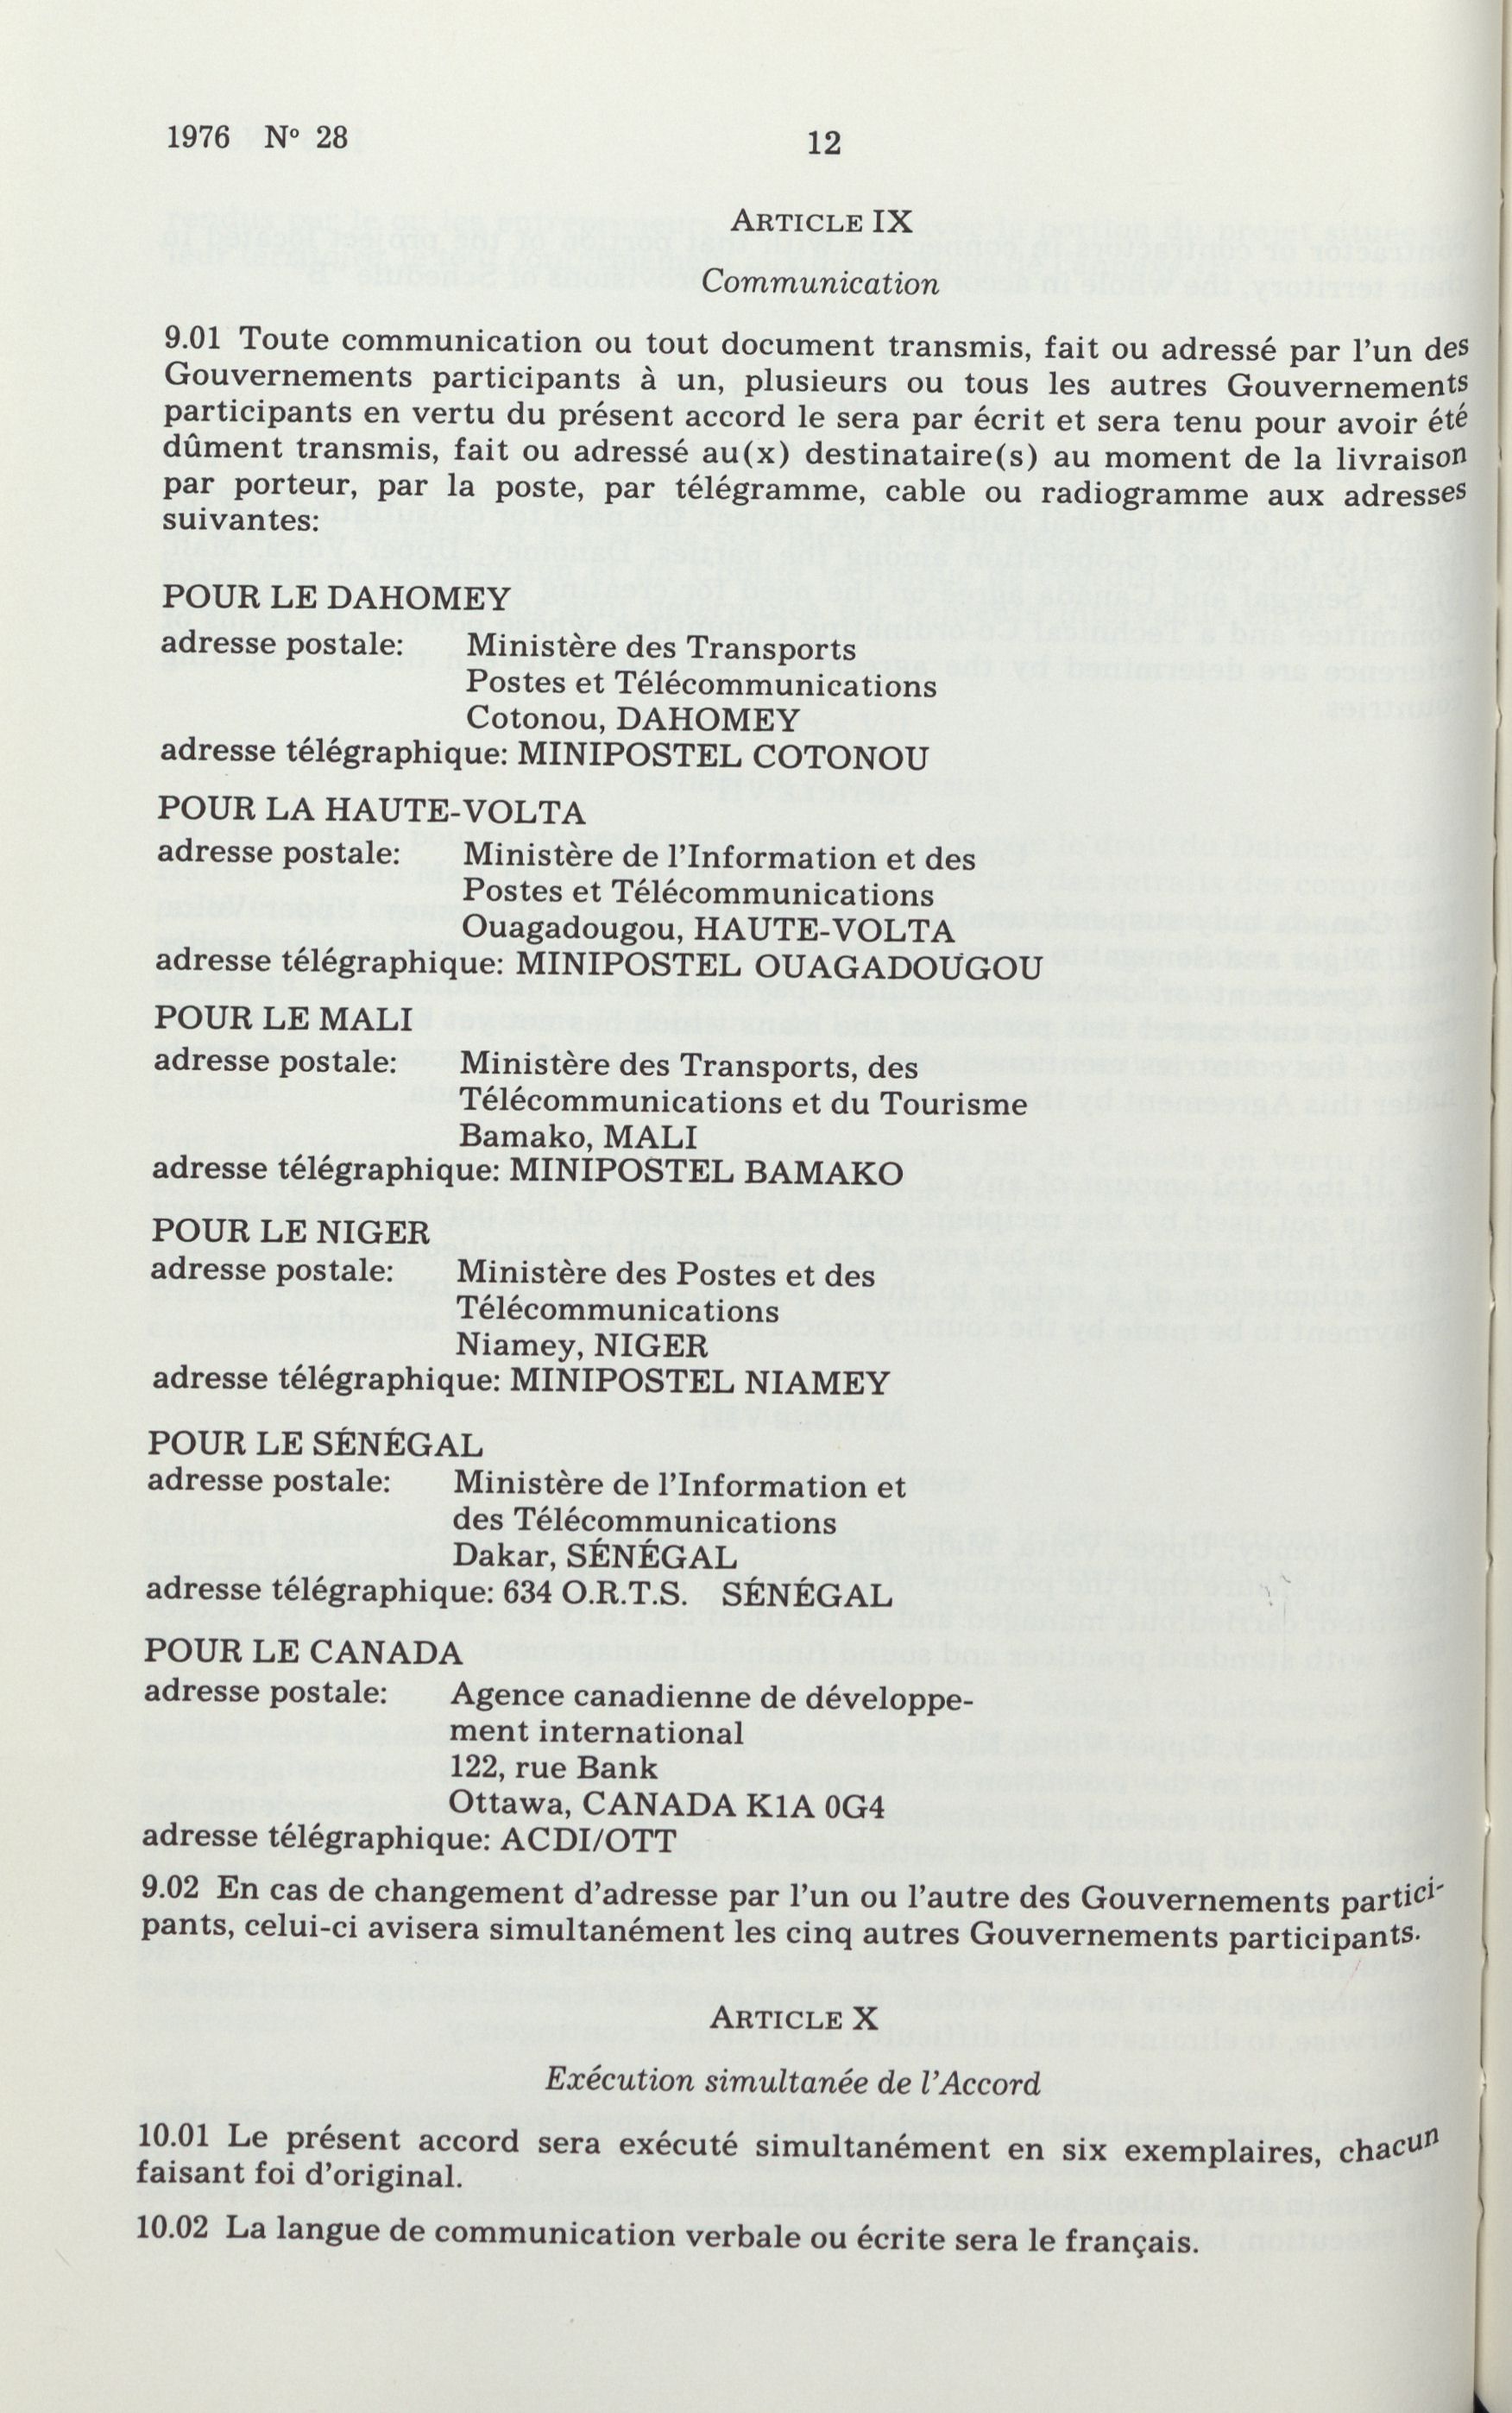 1976 Nº 28
12
ARTICLE IX
Communication
9.01 Toute communication ou tout document transmis, fait ou adressé par l'un des
Gouvernements participants à un, plusieurs ou tous les autres Gouvernements
participants en vertu du présent accord le sera par écrit et sera tenu pour avoir été
dûment transmis, fait ou adressé au(x) destinataire(s) au moment de la livraison
par porteur, par la poste, par télégramme, cable ou radiogramme aux adresses
suivantes:
POUR LE DAHOMEY
adresse postale: Ministère des Transports
Postes et Télécommunications
Cotonou, DAHOMEY
adresse télégraphique: MINIPOSTEL COTONOU
POUR LA HAUTE-VOLTA
adresse postale: Ministère de l'Information et des
Postes et Télécommunications
Ouagadougou, HAUTE-VOLTA
adresse télégraphique: MINIPOSTEL OUAGADOUGOU
POUR LE MALI
adresse postale: Ministère des Transports, des
Télécommunications et du Tourisme
Bamako, MALI
adresse télégraphique: MINIPOSTEL BAMAKO
POUR LE NIGER
adresse postale: Ministère des Postes et des
Télécommunications
Niamey, NIGER
adresse télégraphique: MINIPOSTEL NIAMEY
POUR LE SÉNÉGAL
adresse postale: Ministère de l'Information et
des Télécommunications
Dakar, SÉNÉGAL
adresse télégraphique: 634 O.R.T.S. SÉNÉGAL
POUR LE CANADA
adresse postale: Agence canadienne de développe-
ment international
122, rue Bank
Ottawa, CANADA K1A 0G4
adresse télégraphique: ACDI/OTT
9.02 En cas de changement d'adresse par l'un ou l'autre des Gouvernements partici-
pants, celui-ci avisera simultanément les cinq autres Gouvernements participants.
ARTICLE X
Exécution simultanée de l'Accord
10.01 Le présent accord sera exécuté simultanément en six exemplaires, chacun
faisant foi d'original.
10.02 La langue de communication verbale ou écrite sera le français.